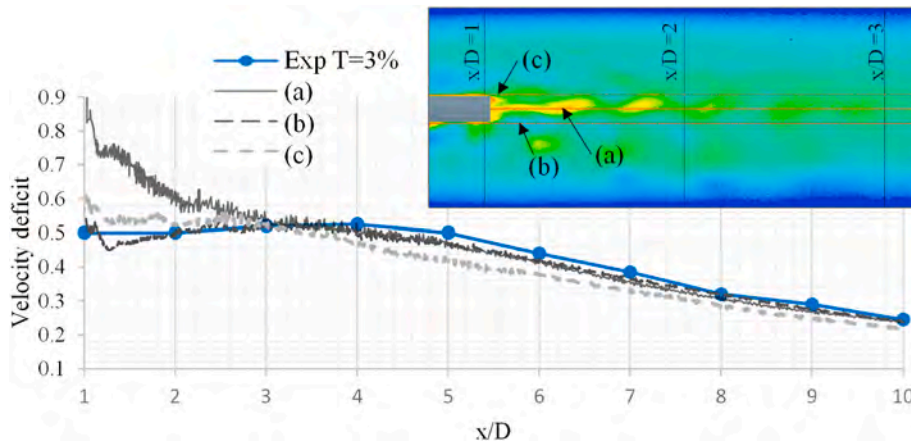 Exp T=3%
(a)
(b)
(c)
x/D=1
x/D=2
x/D=3
(c)
(b)
(a)
Velocity deficit
0.9
0.8
0.7
0.6
0.5
0.4
0.3
0.2
0.1
1 2 3 4 5 6 7 8 9 10
x/D